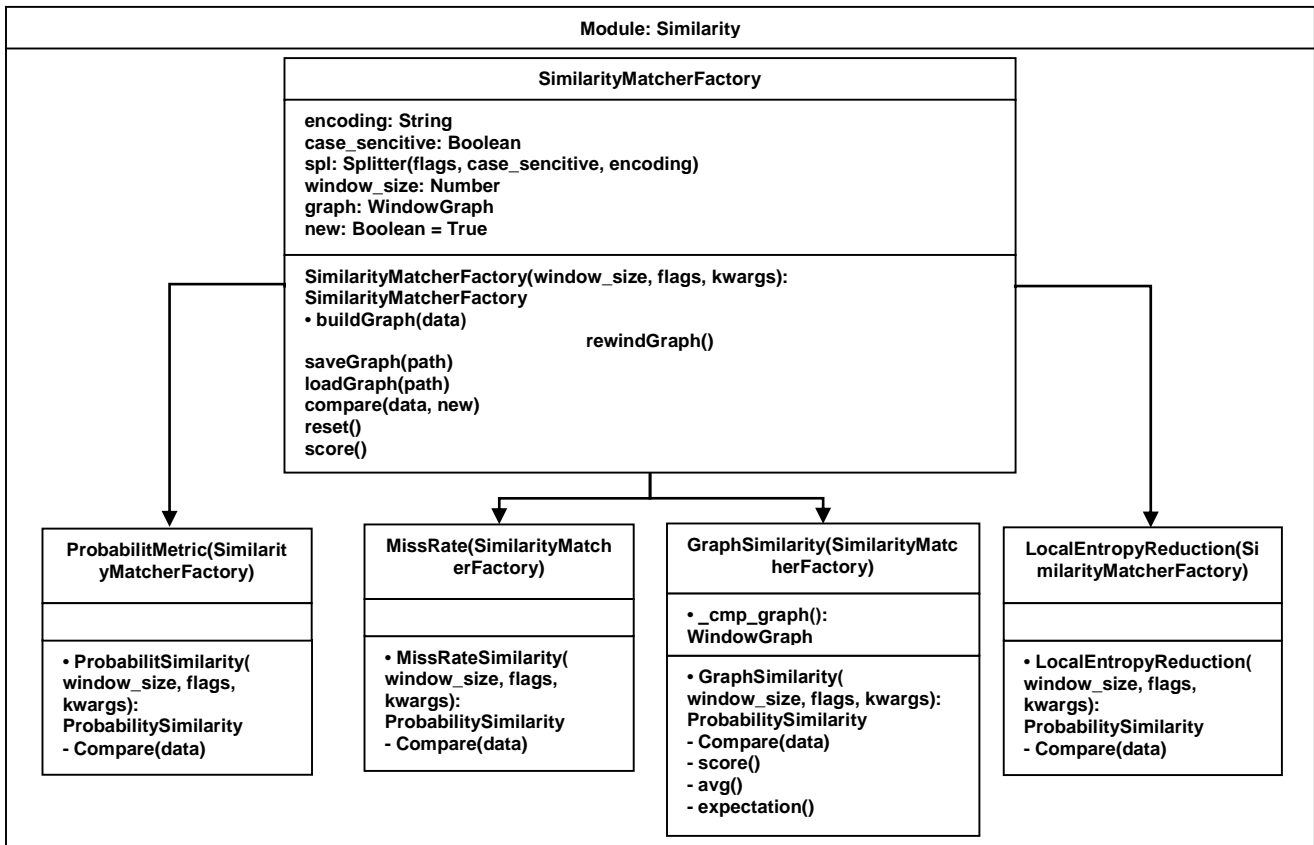 Module: Similarity
SimilarityMatcherFactory
encoding: String
case_sencitive: Boolean
spl: Splitter(flags, case_sencitive, encoding)
window_size: Number
graph: WindowGraph
new: Boolean = True
SimilarityMatcherFactory(window_size, flags, kwargs):
SimilarityMatcherFactory
• buildGraph(data)
rewindGraph()
saveGraph(path)
loadGraph(path)
compare(data, new)
reset()
score()
ProbabilitMetric(Similarit
yMatcherFactory)
• ProbabilitSimilarity(
window_size, flags,
kwargs):
ProbabilitySimilarity
- Compare(data)
MissRate(SimilarityMatch
erFactory)
• MissRateSimilarity(
window_size, flags,
kwargs):
ProbabilitySimilarity
- Compare(data)
GraphSimilarity(SimilarityMatc
herFactory)
• _cmp_graph():
WindowGraph
• GraphSimilarity(
window_size, flags, kwargs):
ProbabilitySimilarity
- Compare(data)
- score()
- avg()
- expectation()
LocalEntropyReduction(Si
milarityMatcherFactory)
• LocalEntropyReduction(
window_size, flags,
kwargs):
ProbabilitySimilarity
- Compare(data)